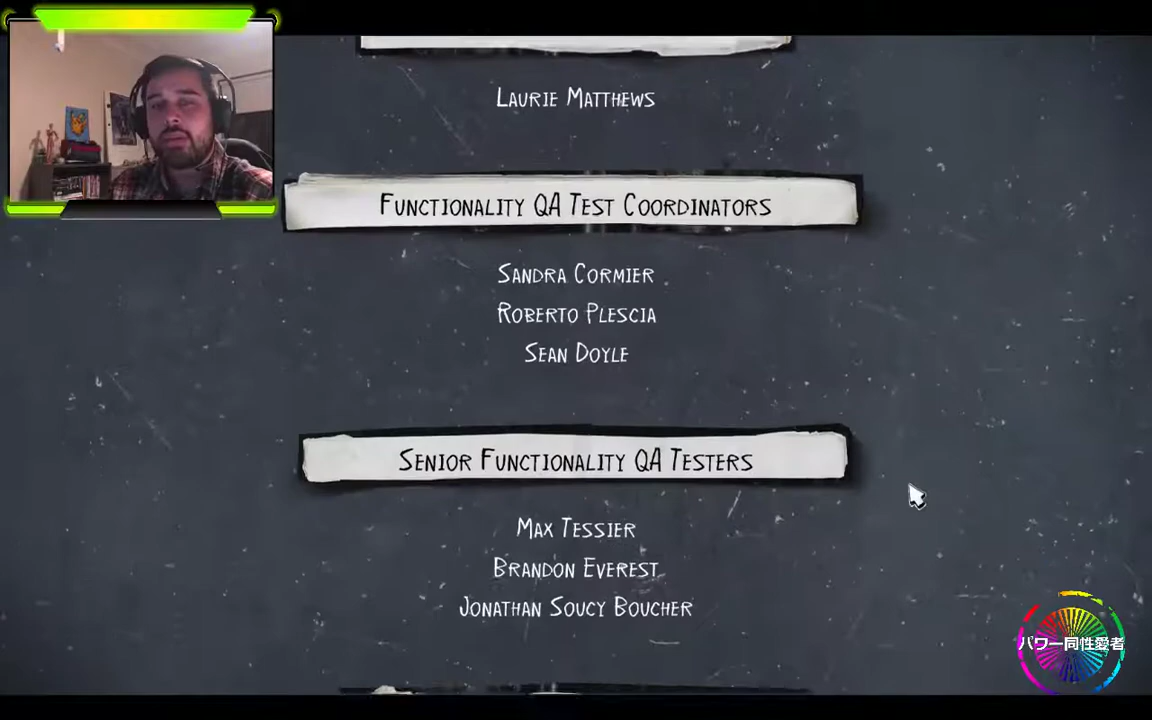 Laurie Matthews
Functionality QA Test Coordinators
Sandra Cormier
Roberto Plescia
Sean Doyle
Senior Functionality QA Testers
Max Tessier
Brandon Everest
Jonathan Soucy Boucher
パワー同性愛者